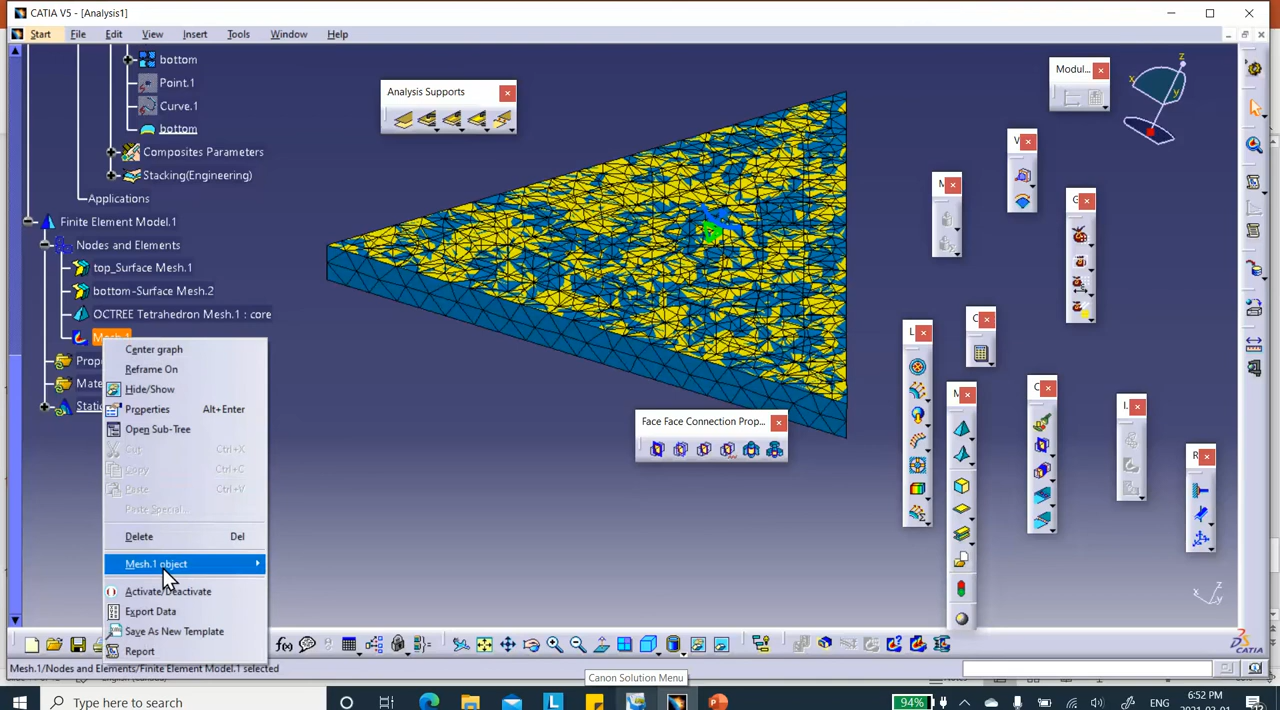 CATIA V5 - [Analysis1]
Start File Edit View Insert Tools Window Help
bottom
Point.1
Curve.1
bottom
Composites Parameters
Stacking(Engineering)
Applications
Finite Element Model.1
Nodes and Elements
top_Surface Mesh.1
bottom-Surface Mesh.2
OCTREE Tetrahedron Mesh.1 : core
Mesh.1
Prop
Mate
Static
Center graph
Reframe On
Hide/Show
Properties Alt+Enter
Open Sub-Tree
Cut Ctrl+X
Copy Ctrl+C
Paste Ctrl+V
Paste Special...
Delete Del
Mesh.1 object
Activate/Deactivate
Export Data
Save As New Template
Report
Analysis Supports
Face Face Connection Prop...
Modul...
V
M
G
C
L
M
C
I.
R
z
x
y
z
x
y
CATIA
Mesh.1/Nodes and Elements/Finite Element Model.1 selected
Canon Solution Menu
Type here to search
94%
ENG
6:52 PM